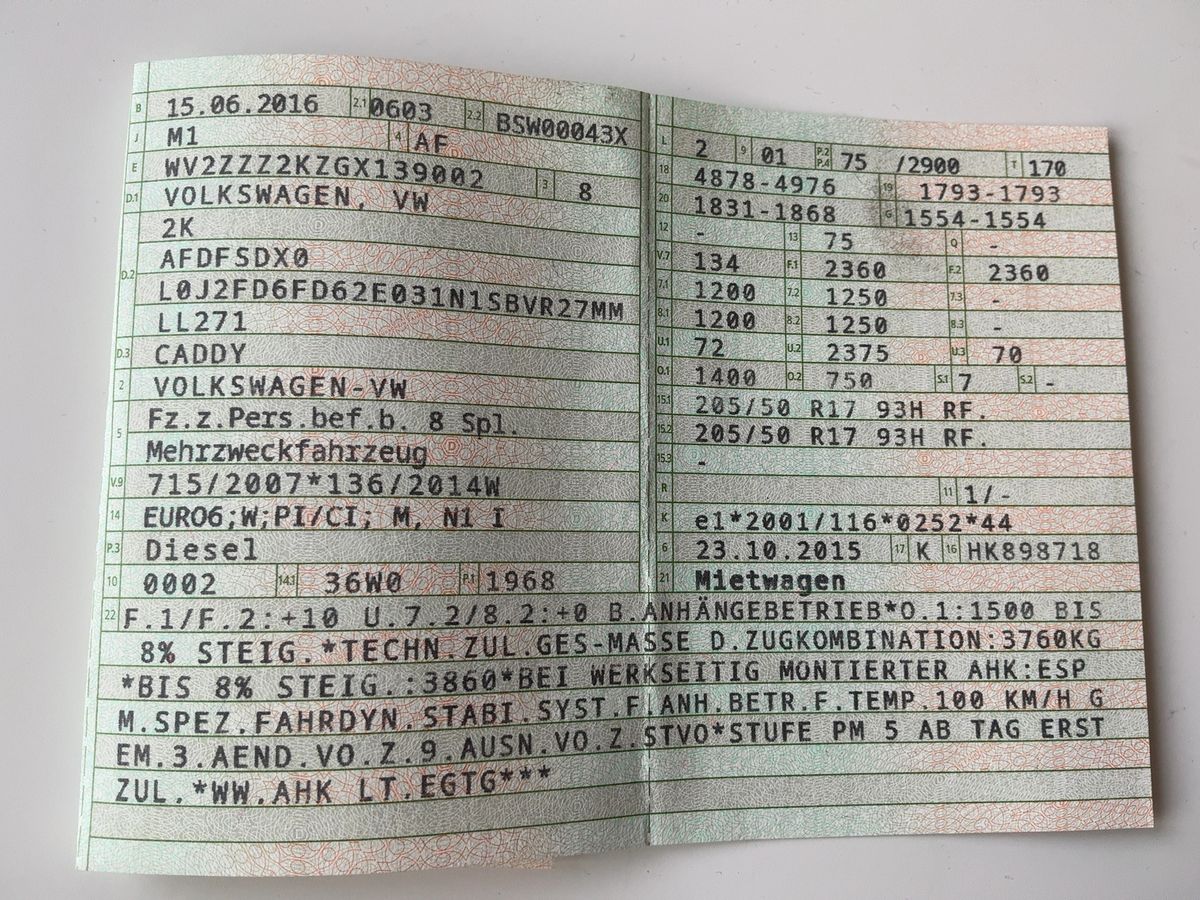 B 15.06.2016 2.1 0603 2.2 BSW00043X
J M1 4 AF
E WV2ZZZ2KZGX139002 3 8
D.1 VOLKSWAGEN, VW
2K
D.2 AFDFSDX0
L0J2FD6FD62E031N1SBVR27MM
LL271
D.3 CADDY
2 VOLKSWAGEN-VW
5 Fz.z.Pers.bef.b. 8 Spl.
Mehrzweckfahrzeug
V.9 715/2007*136/2014W
14 EURO6;W;PI/CI; M, N1 I
P.3 Diesel
10 0002 14.1 36W0 P.1 1968
L 2 9 01 P.2 P.4 75 /2900 T 170
18 4878-4976 19 1793-1793
20 1831-1868 G 1554-1554
12 - 13 75 Q -
V.7 134 F.1 2360 F.2 2360
7.1 1200 7.2 1250 7.3 -
8.1 1200 8.2 1250 8.3 -
U.1 72 U.2 2375 U.3 70
O.1 1400 O.2 750 S.1 7 S.2 -
15.1 205/50 R17 93H RF.
15.2 205/50 R17 93H RF.
15.3 -
R 11 1/-
K e1*2001/116*0252*44
6 23.10.2015 17 K 16 HK898718
21 Mietwagen
22 F.1/F.2:+10 U.7.2/8.2:+0 B.ANHÄNGEBETRIEB*O.1:1500 BIS
8% STEIG.*TECHN.ZUL.GES-MASSE D.ZUGKOMBINATION:3760KG
*BIS 8% STEIG.:3860*BEI WERKSEITIG MONTIERTER AHK:ESP
M.SPEZ.FAHRDYN.STABI.SYST.F.ANH.BETR.F.TEMP.100 KM/H G
EM.3.AEND.VO.Z.9.AUSN.VO.Z.STVO*STUFE PM 5 AB TAG ERST
ZUL.*WW.AHK LT.EGTG***